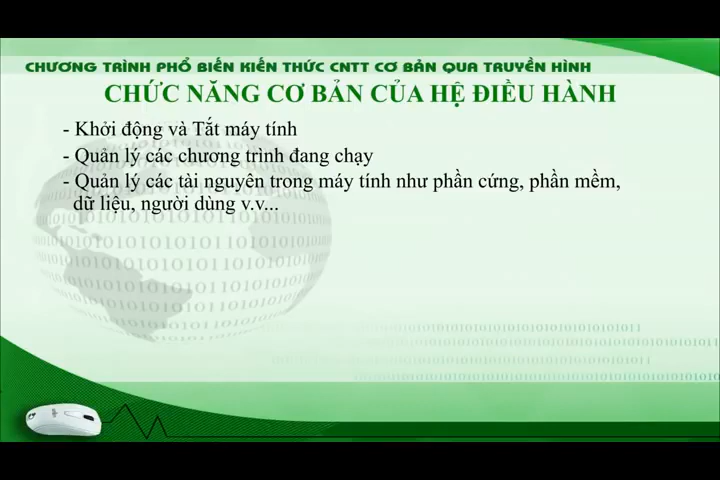 CHƯƠNG TRÌNH PHỔ BIẾN KIẾN THỨC CNTT CƠ BẢN QUA TRUYỀN HÌNH
CHỨC NĂNG CƠ BẢN CỦA HỆ ĐIỀU HÀNH
- Khởi động và Tắt máy tính
- Quản lý các chương trình đang chạy
- Quản lý các tài nguyên trong máy tính như phần cứng, phần mềm,
dữ liệu, người dùng v.v...